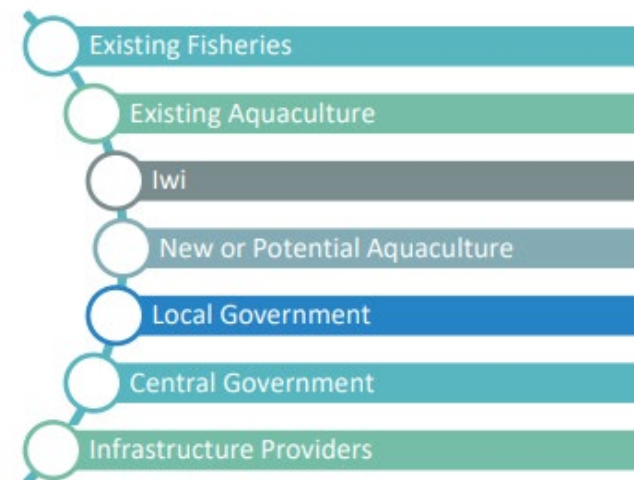 Existing Fisheries
Existing Aquaculture
Iwi
New or Potential Aquaculture
Local Government
Central Government
Infrastructure Providers